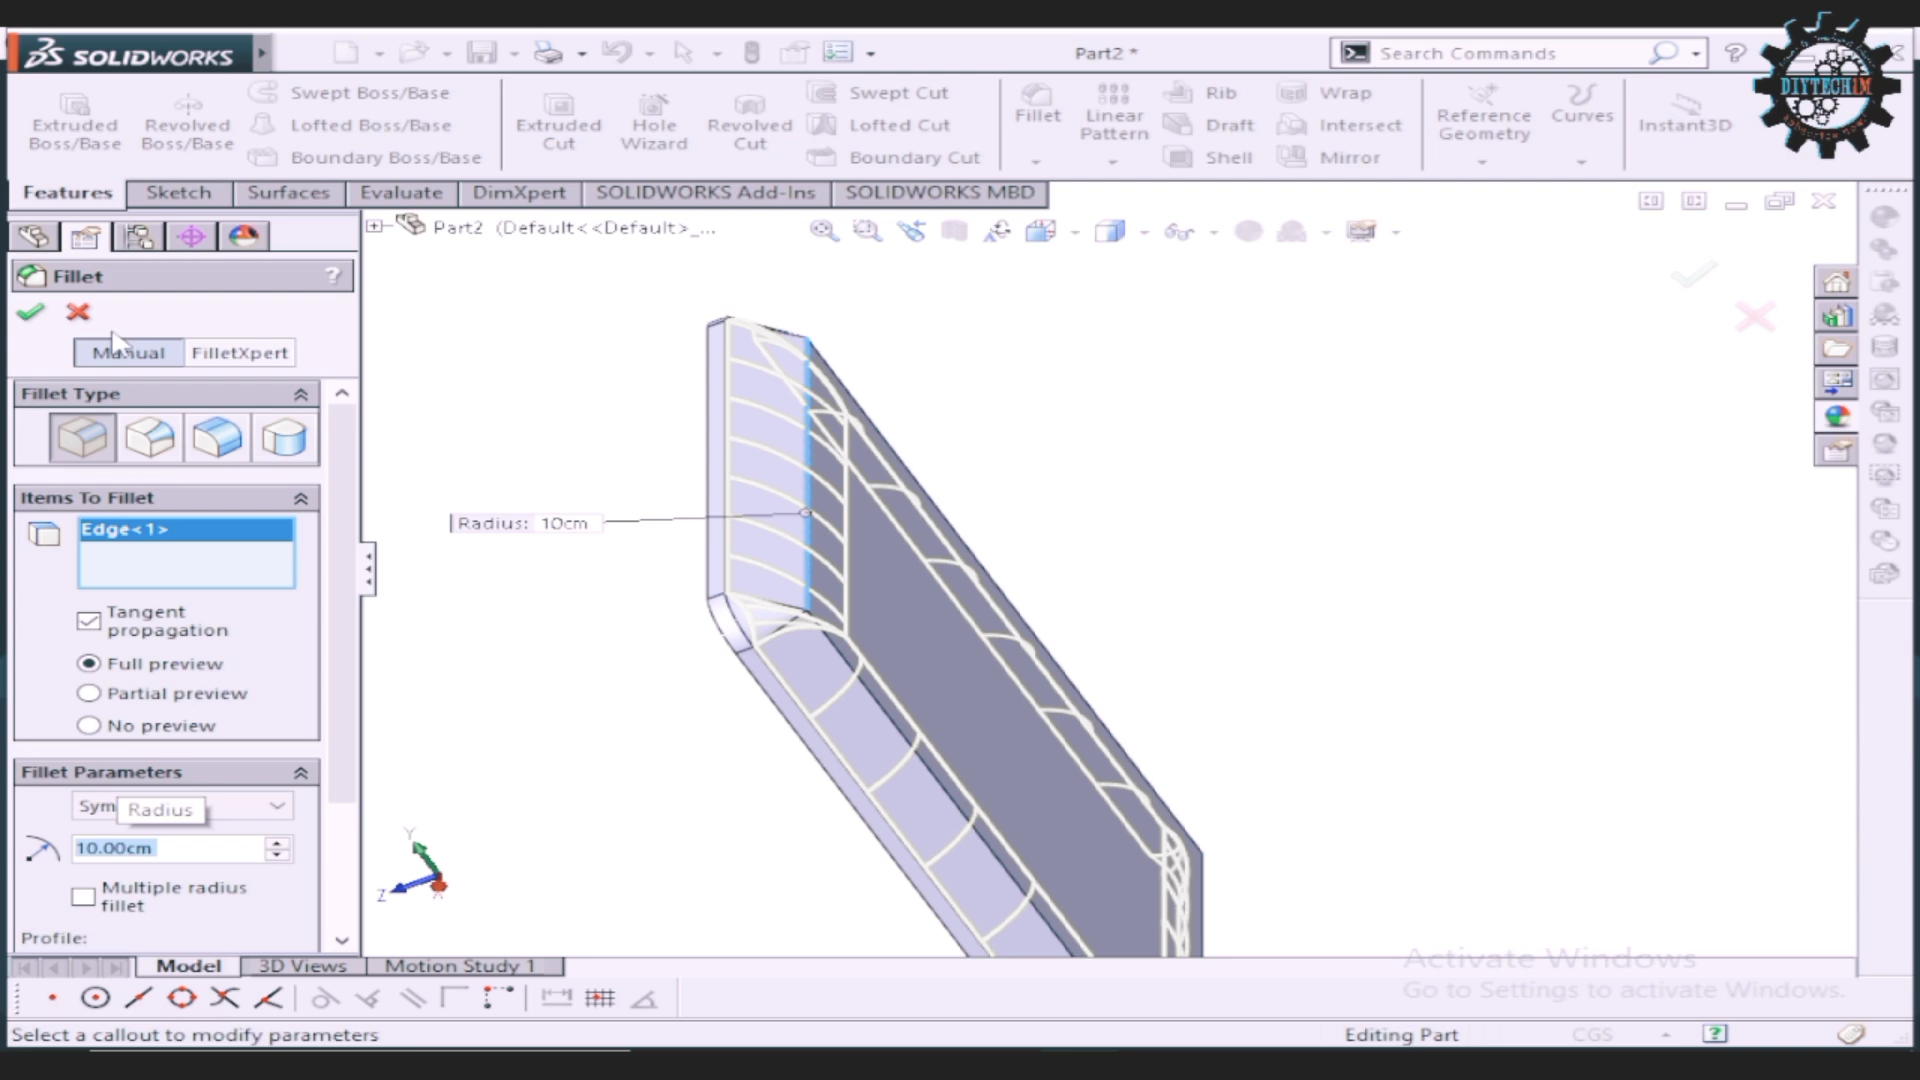 SOLIDWORKS
Part2 *
Search Commands
DIYTECH1M
Extruded Boss/Base
Revolved Boss/Base
Swept Boss/Base
Lofted Boss/Base
Boundary Boss/Base
Extruded Cut
Hole Wizard
Revolved Cut
Swept Cut
Lofted Cut
Boundary Cut
Fillet
Linear Pattern
Rib
Draft
Shell
Wrap
Intersect
Mirror
Reference Geometry
Curves
Instant3D
Features
Sketch
Surfaces
Evaluate
DimXpert
SOLIDWORKS Add-Ins
SOLIDWORKS MBD
Part2 (Default<<Default>_...
Fillet
?
Manual
FilletXpert
Fillet Type
Items To Fillet
Edge<1>
Tangent
propagation
Full preview
Partial preview
No preview
Fillet Parameters
Sym
Radius
10.00cm
Multiple radius
fillet
Profile:
Radius: 10cm
Y
Z
X
Model
3D Views
Motion Study 1
Activate Windows
Go to Settings to activate Windows.
Select a callout to modify parameters
Editing Part
CGS
?